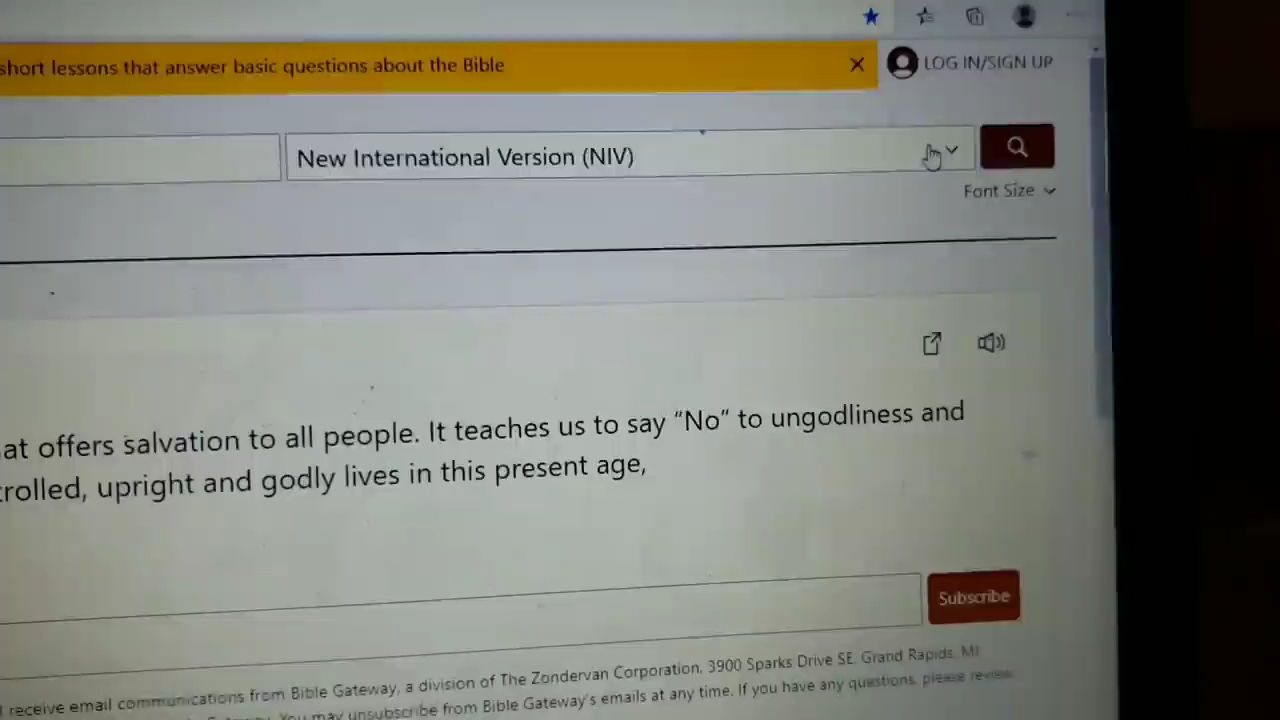 short lessons that answer basic questions about the Bible
LOG IN/SIGN UP
New International Version (NIV)
Font Size
at offers salvation to all people. It teaches us to say “No” to ungodliness and
trolled, upright and godly lives in this present age,
Subscribe
receive email communications from Bible Gateway, a division of The Zondervan Corporation, 3900 Sparks Drive SE, Grand Rapids, MI
You may unsubscribe from Bible Gateway's emails at any time. If you have any questions, please review